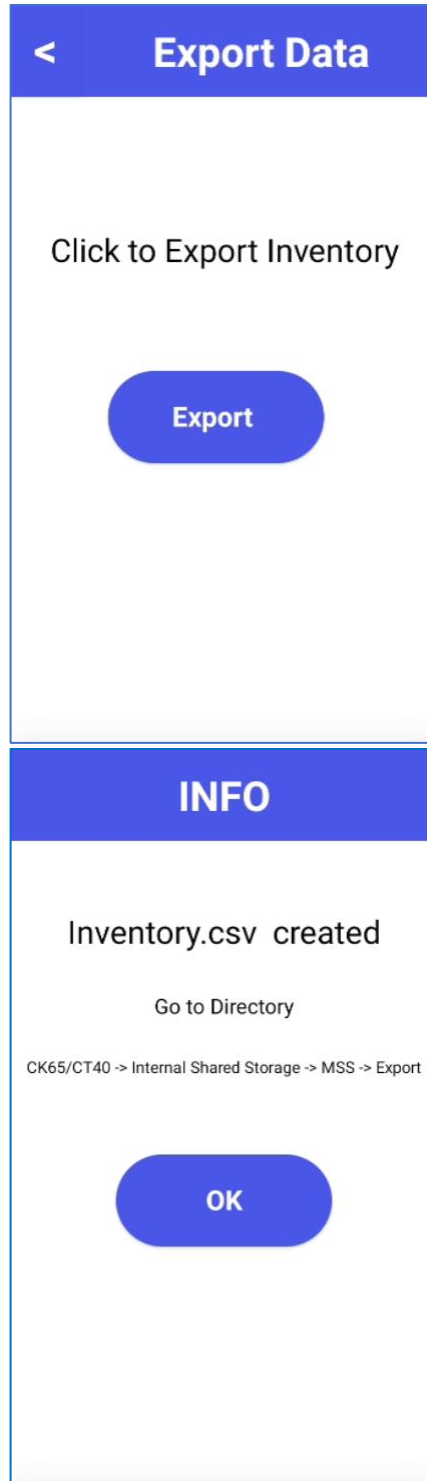 < Export Data
Click to Export Inventory
Export
INFO
Inventory.csv created
Go to Directory
CK65/CT40 -> Internal Shared Storage -> MSS -> Export
OK